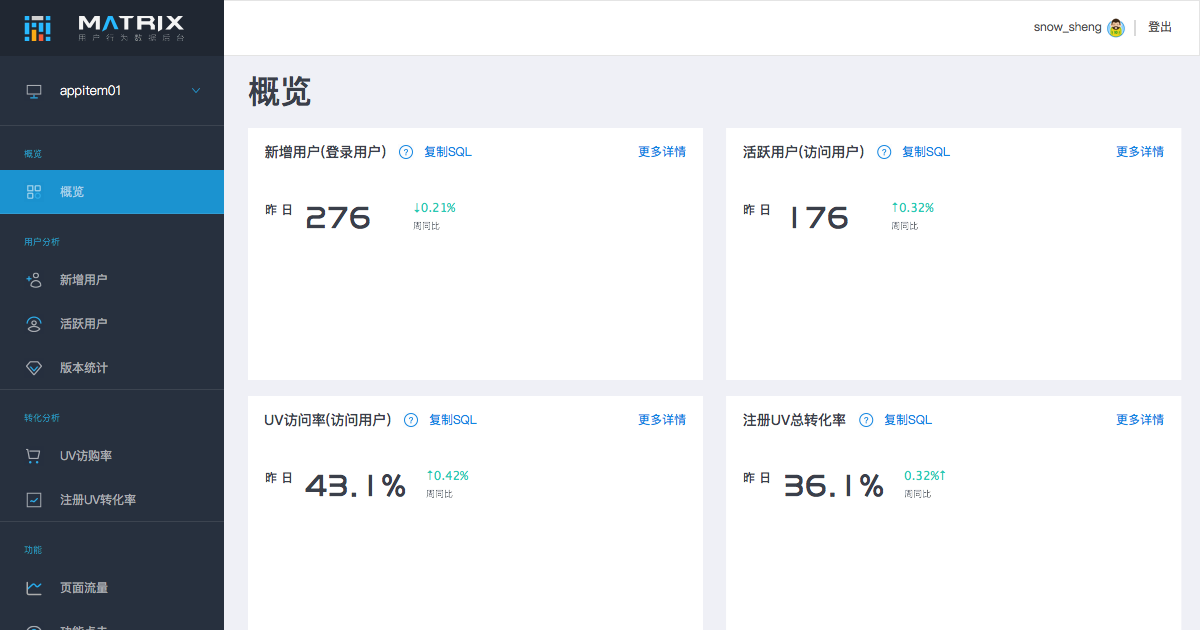 MATRIX
用户行为数据后台
snow_sheng
登出
appitem01
概览
概览
用户分析
新增用户
活跃用户
版本统计
转化分析
UV访购率
注册UV转化率
功能
页面流量
概览
新增用户(登录用户) ? 复制SQL 更多详情
昨日 276 ↓0.21%
周同比
活跃用户(访问用户) ? 复制SQL 更多详情
昨日 176 ↑0.32%
周同比
UV访问率(访问用户) ? 复制SQL 更多详情
昨日 43.1% ↑0.42%
周同比
注册UV总转化率 ? 复制SQL 更多详情
昨日 36.1% 0.32%↑
周同比